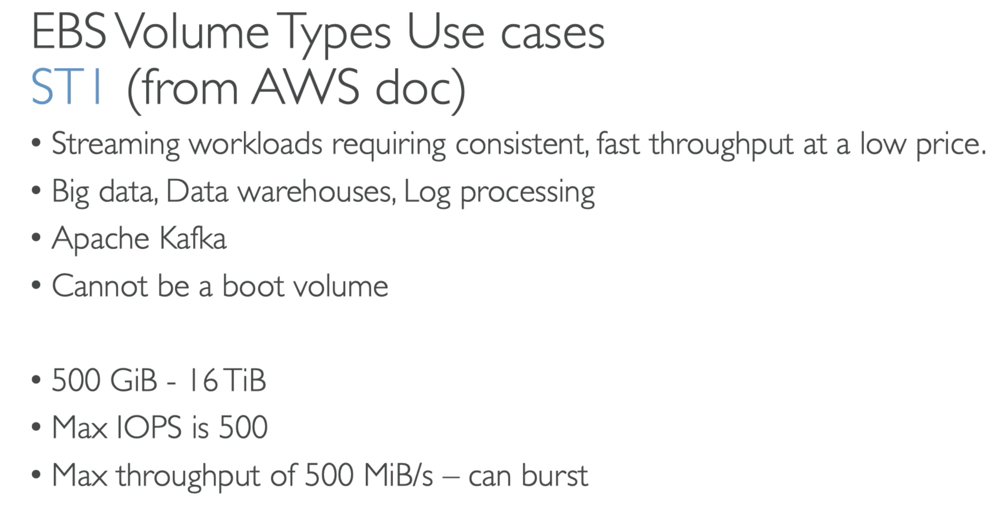 EBS Volume Types Use cases
ST1 (from AWS doc)
• Streaming workloads requiring consistent, fast throughput at a low price.
• Big data, Data warehouses, Log processing
• Apache Kafka
• Cannot be a boot volume
• 500 GiB - 16 TiB
• Max IOPS is 500
• Max throughput of 500 MiB/s – can burst